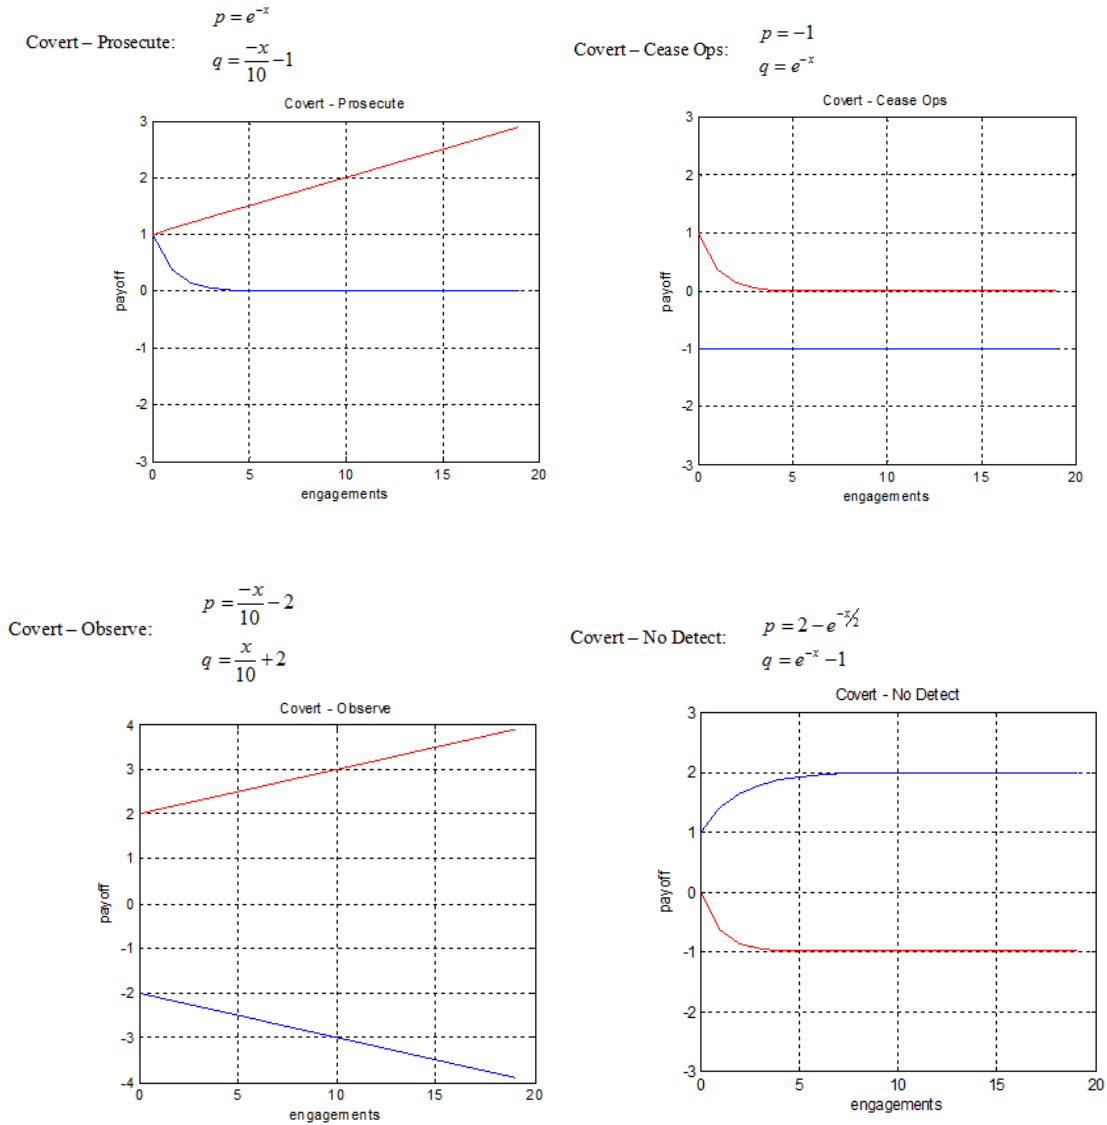 Covert – Prosecute:
p = e^{-x}
q = \frac{-x}{10} - 1
Covert - Prosecute
3
2
1
0
-1
-2
-3
payoff
0 5 10 15 20
engagements
Covert – Cease Ops:
p = -1
q = e^{-x}
Covert - Cease Ops
3
2
1
0
-1
-2
-3
payoff
0 5 10 15 20
engagements
Covert – Observe:
p = \frac{-x}{10} - 2
q = \frac{x}{10} + 2
Covert - Observe
4
3
2
1
0
-1
-2
-3
-4
payoff
0 5 10 15 20
engagements
Covert – No Detect:
p = 2 - e^{-x/2}
q = e^{-x} - 1
Covert - No Detect
3
2
1
0
-1
-2
-3
payoff
0 5 10 15 20
engagements